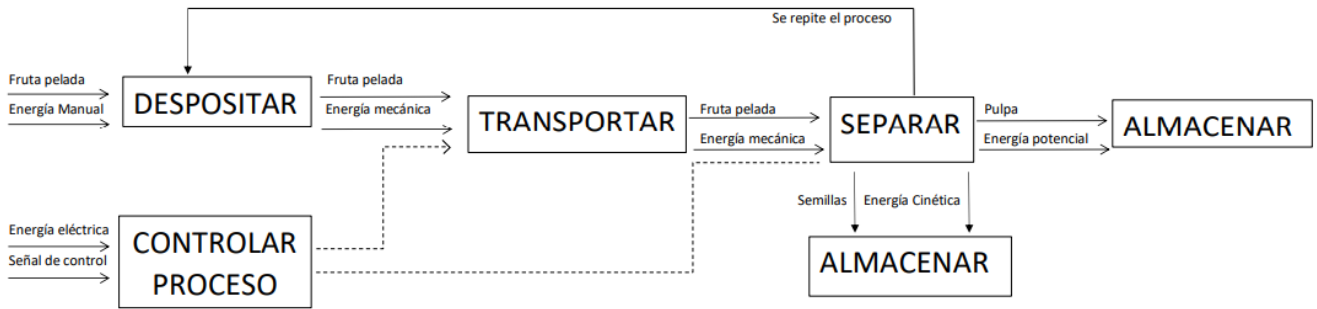 Se repite el proceso
Fruta pelada
Energía Manual
DESPOSITAR
Fruta pelada
Energía mecánica
TRANSPORTAR
Fruta pelada
Energía mecánica
SEPARAR
Pulpa
Energía potencial
ALMACENAR
Semillas
Energía Cinética
ALMACENAR
Energía eléctrica
Señal de control
CONTROLAR
PROCESO